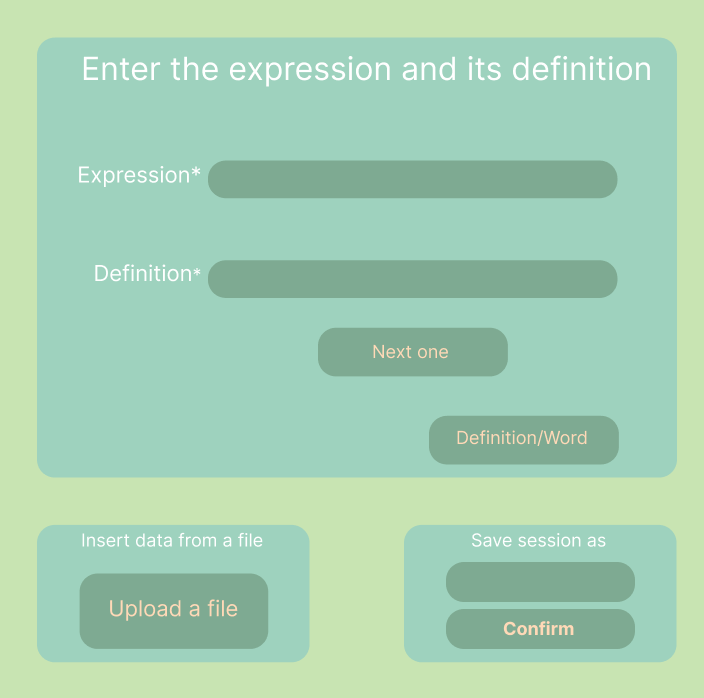 Enter the expression and its definition
Expression*
Definition*
Next one
Definition/Word
Insert data from a file
Upload a file
Save session as
Confirm